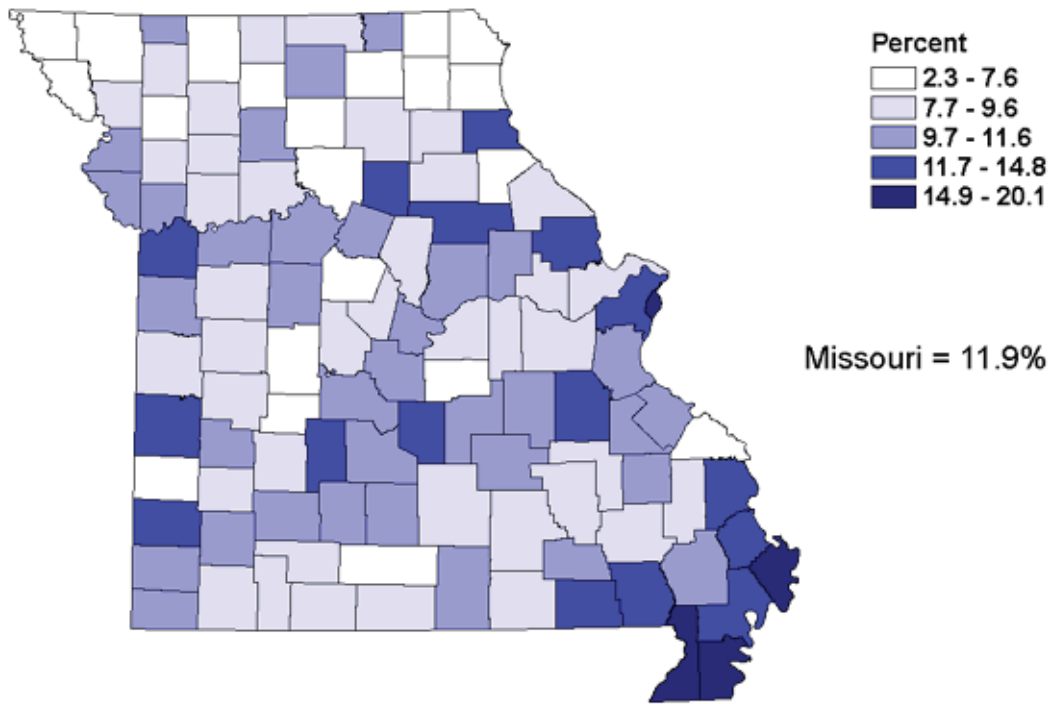 Percent
2.3 - 7.6
7.7 - 9.6
9.7 - 11.6
11.7 - 14.8
14.9 - 20.1
Missouri = 11.9%